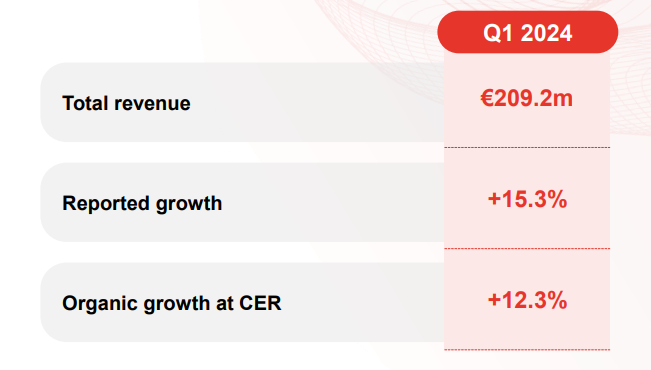 Q1 2024
Total revenue €209.2m
Reported growth +15.3%
Organic growth at CER +12.3%